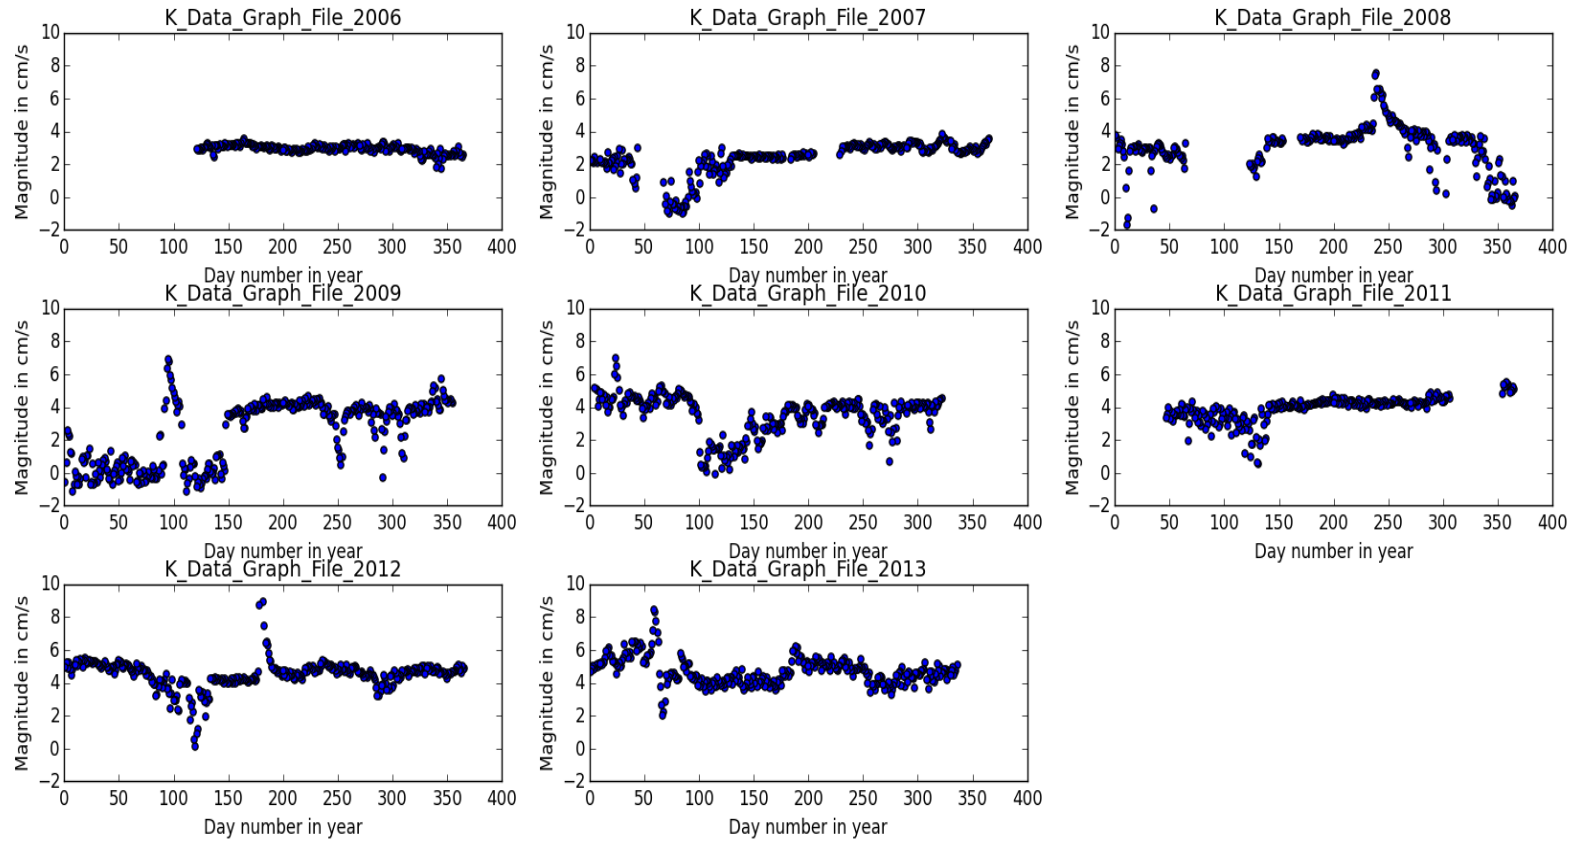 K_Data_Graph_File_2006
Magnitude in cm/s
10
8
6
4
2
0
−2
0 50 100 150 200 250 300 350 400
Day number in year
K_Data_Graph_File_2007
Magnitude in cm/s
10
8
6
4
2
0
−2
0 50 100 150 200 250 300 350 400
Day number in year
K_Data_Graph_File_2008
Magnitude in cm/s
10
8
6
4
2
0
−2
0 50 100 150 200 250 300 350 400
Day number in year
K_Data_Graph_File_2009
Magnitude in cm/s
10
8
6
4
2
0
−2
0 50 100 150 200 250 300 350 400
Day number in year
K_Data_Graph_File_2010
Magnitude in cm/s
10
8
6
4
2
0
−2
0 50 100 150 200 250 300 350 400
Day number in year
K_Data_Graph_File_2011
Magnitude in cm/s
10
8
6
4
2
0
−2
0 50 100 150 200 250 300 350 400
Day number in year
K_Data_Graph_File_2012
Magnitude in cm/s
10
8
6
4
2
0
−2
0 50 100 150 200 250 300 350 400
Day number in year
K_Data_Graph_File_2013
Magnitude in cm/s
10
8
6
4
2
0
−2
0 50 100 150 200 250 300 350 400
Day number in year